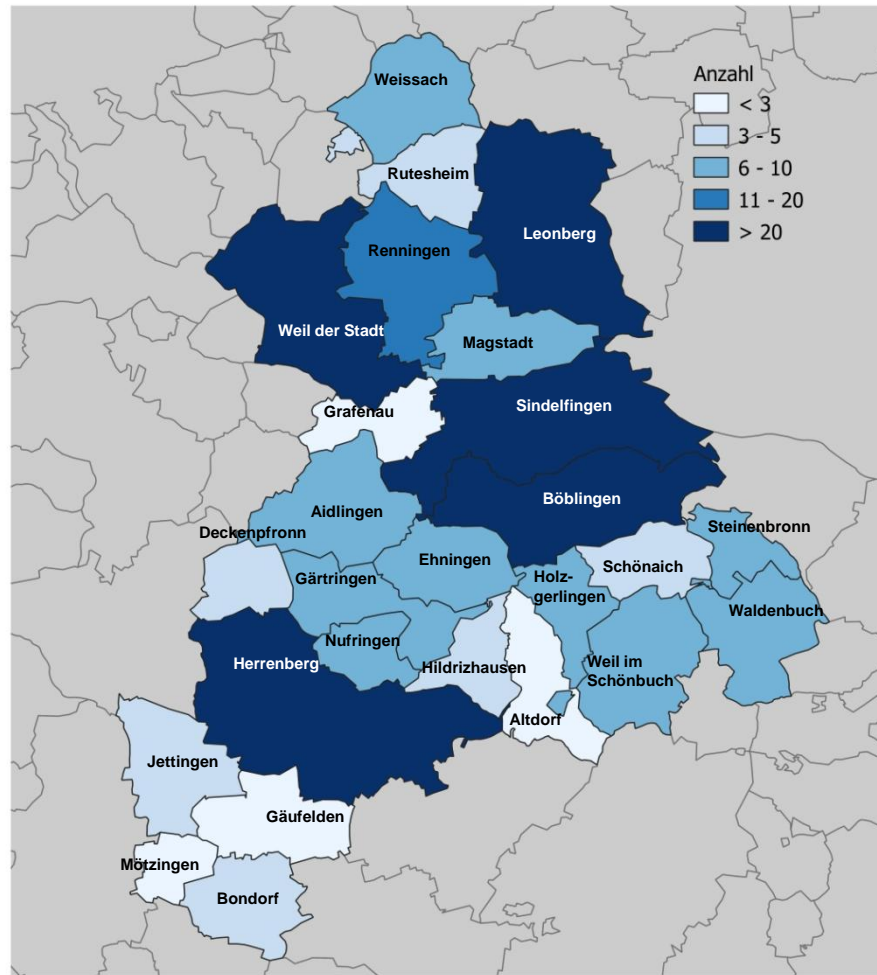 Weissach
Anzahl
< 3
3 - 5
6 - 10
11 - 20
> 20
Rutesheim
Leonberg
Renningen
Weil der Stadt
Magstadt
Grafenau
Sindelfingen
Böblingen
Aidlingen
Deckenpfronn
Steinenbronn
Ehningen
Schönaich
Gärtringen
Holz-
gerlingen
Waldenbuch
Nufringen
Herrenberg
Hildrizhausen
Weil im
Schönbuch
Altdorf
Jettingen
Gäufelden
Mötzingen
Bondorf